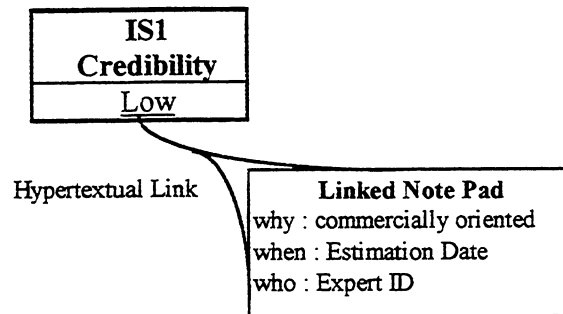 IS1
Credibility
Low
Hypertextual Link
Linked Note Pad
why : commercially oriented
when : Estimation Date
who : Expert ID